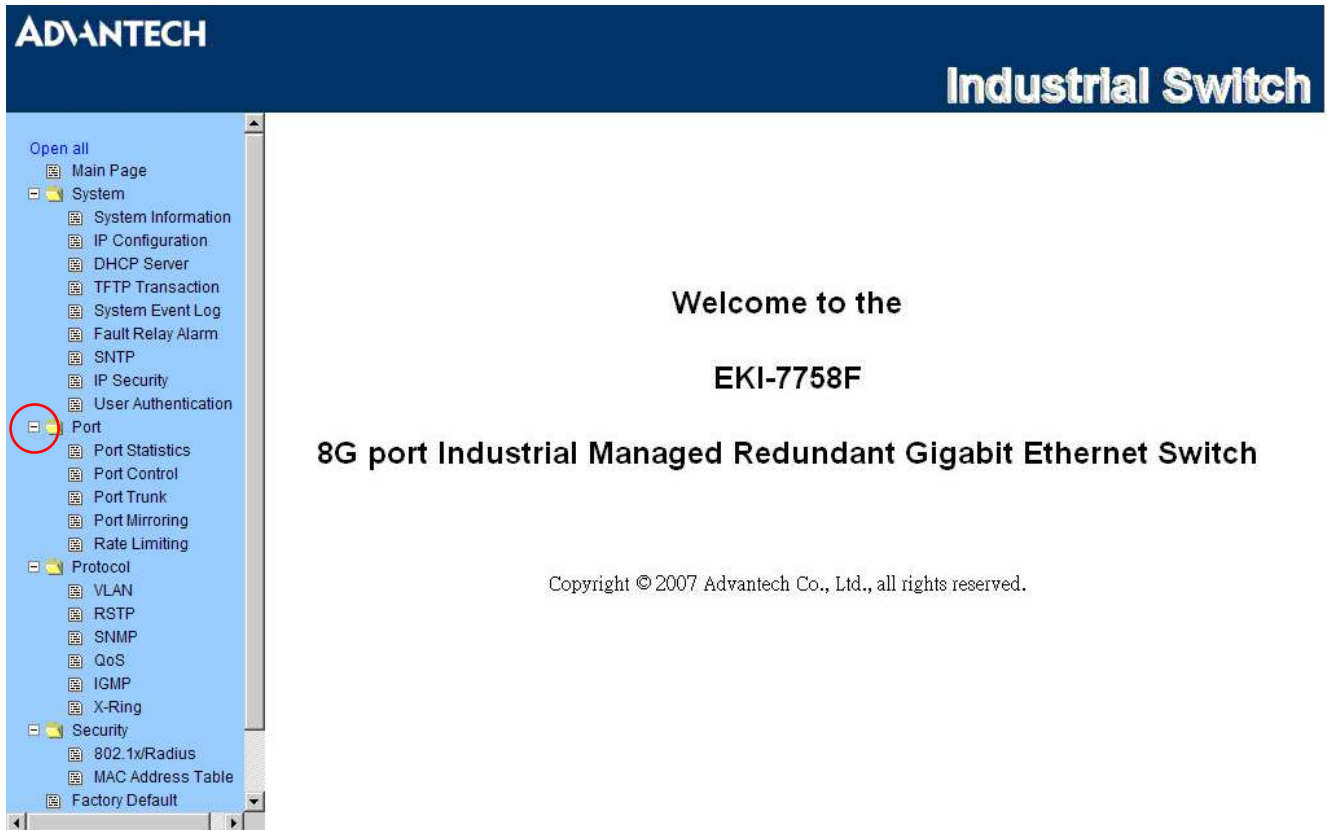 ADVANTECH
Industrial Switch
Open all
Main Page
System
System Information
IP Configuration
DHCP Server
TFTP Transaction
System Event Log
Fault Relay Alarm
SNTP
IP Security
User Authentication
Port
Port Statistics
Port Control
Port Trunk
Port Mirroring
Rate Limiting
Protocol
VLAN
RSTP
SNMP
QoS
IGMP
X-Ring
Security
802.1x/Radius
MAC Address Table
Factory Default
Welcome to the
EKI-7758F
8G port Industrial Managed Redundant Gigabit Ethernet Switch
Copyright © 2007 Advantech Co., Ltd., all rights reserved.